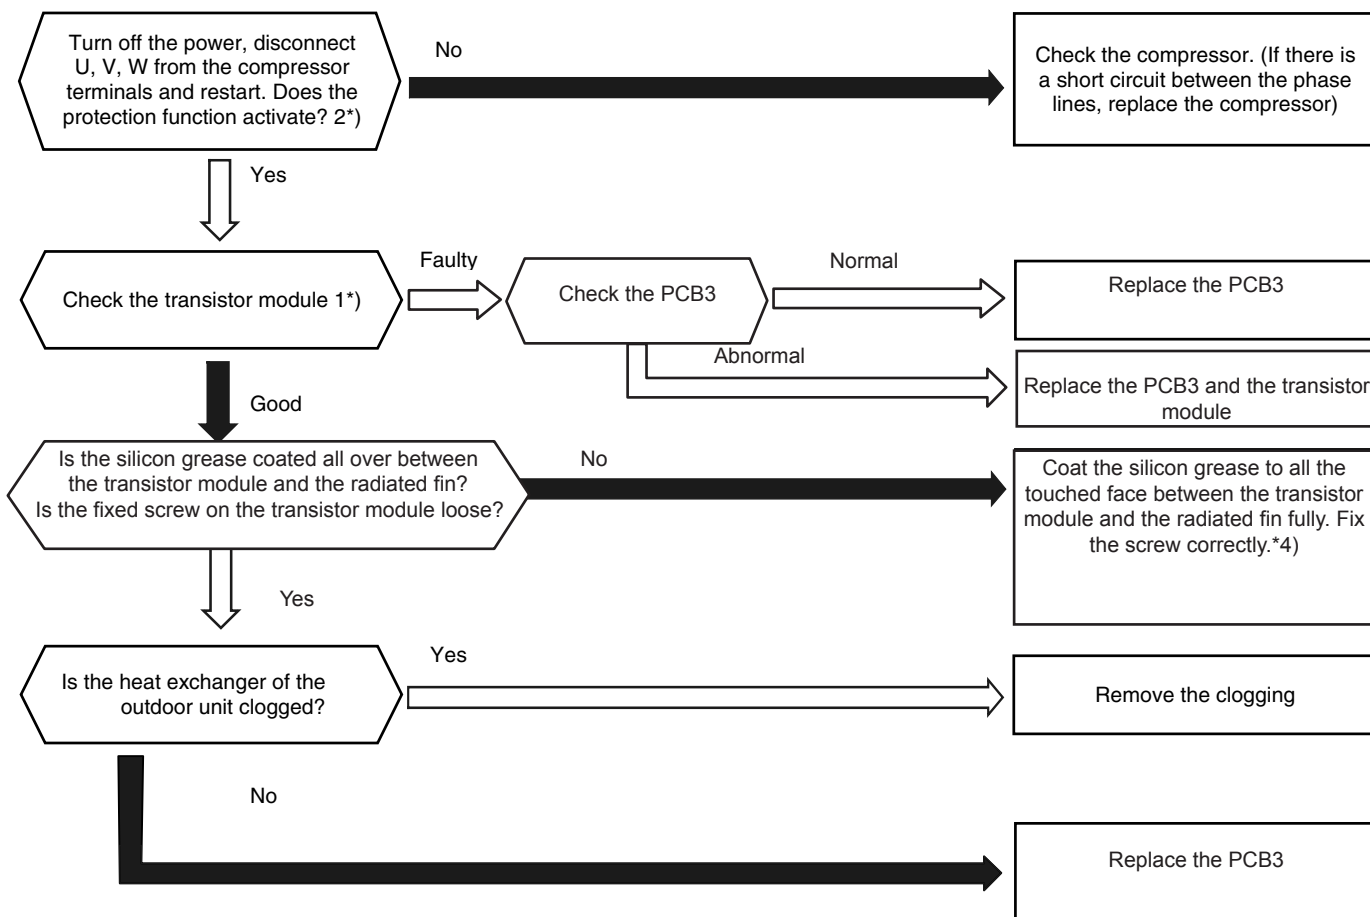 Turn off the power, disconnect
U, V, W from the compressor
terminals and restart. Does the
protection function activate? 2*)
No
Check the compressor. (If there is
a short circuit between the phase
lines, replace the compressor)
Yes
Check the transistor module 1*)
Faulty
Check the PCB3
Normal
Replace the PCB3
Abnormal
Replace the PCB3 and the transistor
module
Good
Is the silicon grease coated all over between
the transistor module and the radiated fin?
Is the fixed screw on the transistor module loose?
No
Coat the silicon grease to all the
touched face between the transistor
module and the radiated fin fully. Fix
the screw correctly.*4)
Yes
Is the heat exchanger of the
outdoor unit clogged?
Yes
Remove the clogging
No
Replace the PCB3